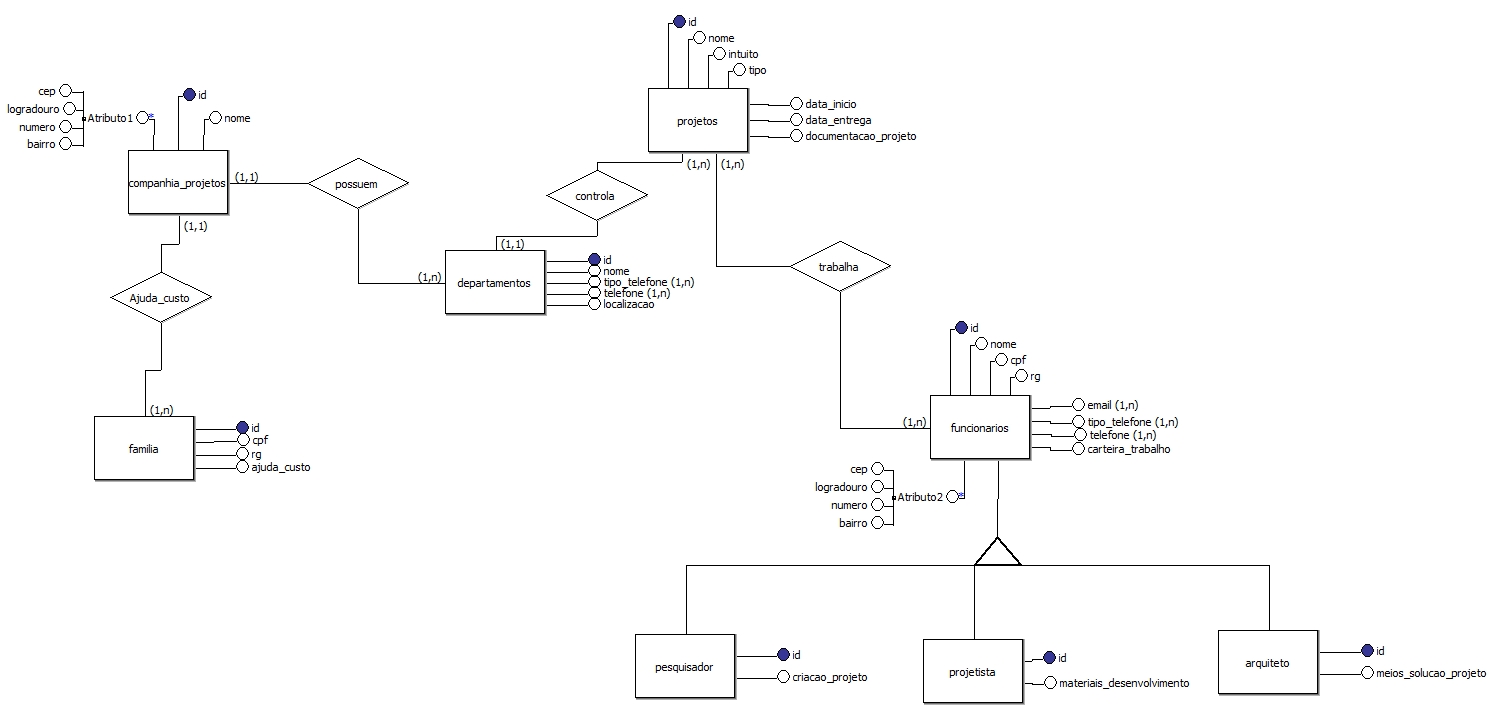 id
nome
intuito
tipo
projetos
data_inicio
data_entrega
documentacao_projeto
(1,n)
(1,n)
cep
logradouro
numero
bairro
Atributo1
*
id
nome
companhia_projetos
(1,1)
(1,1)
possuem
controla
(1,1)
(1,n)
departamentos
id
nome
tipo_telefone (1,n)
telefone (1,n)
localizacao
trabalha
Ajuda_custo
(1,n)
familia
id
cpf
rg
ajuda_custo
id
nome
cpf
rg
(1,n)
funcionarios
email (1,n)
tipo_telefone (1,n)
telefone (1,n)
carteira_trabalho
cep
logradouro
numero
bairro
Atributo2
*
pesquisador
id
criacao_projeto
projetista
id
materiais_desenvolvimento
arquiteto
id
meios_solucao_projeto